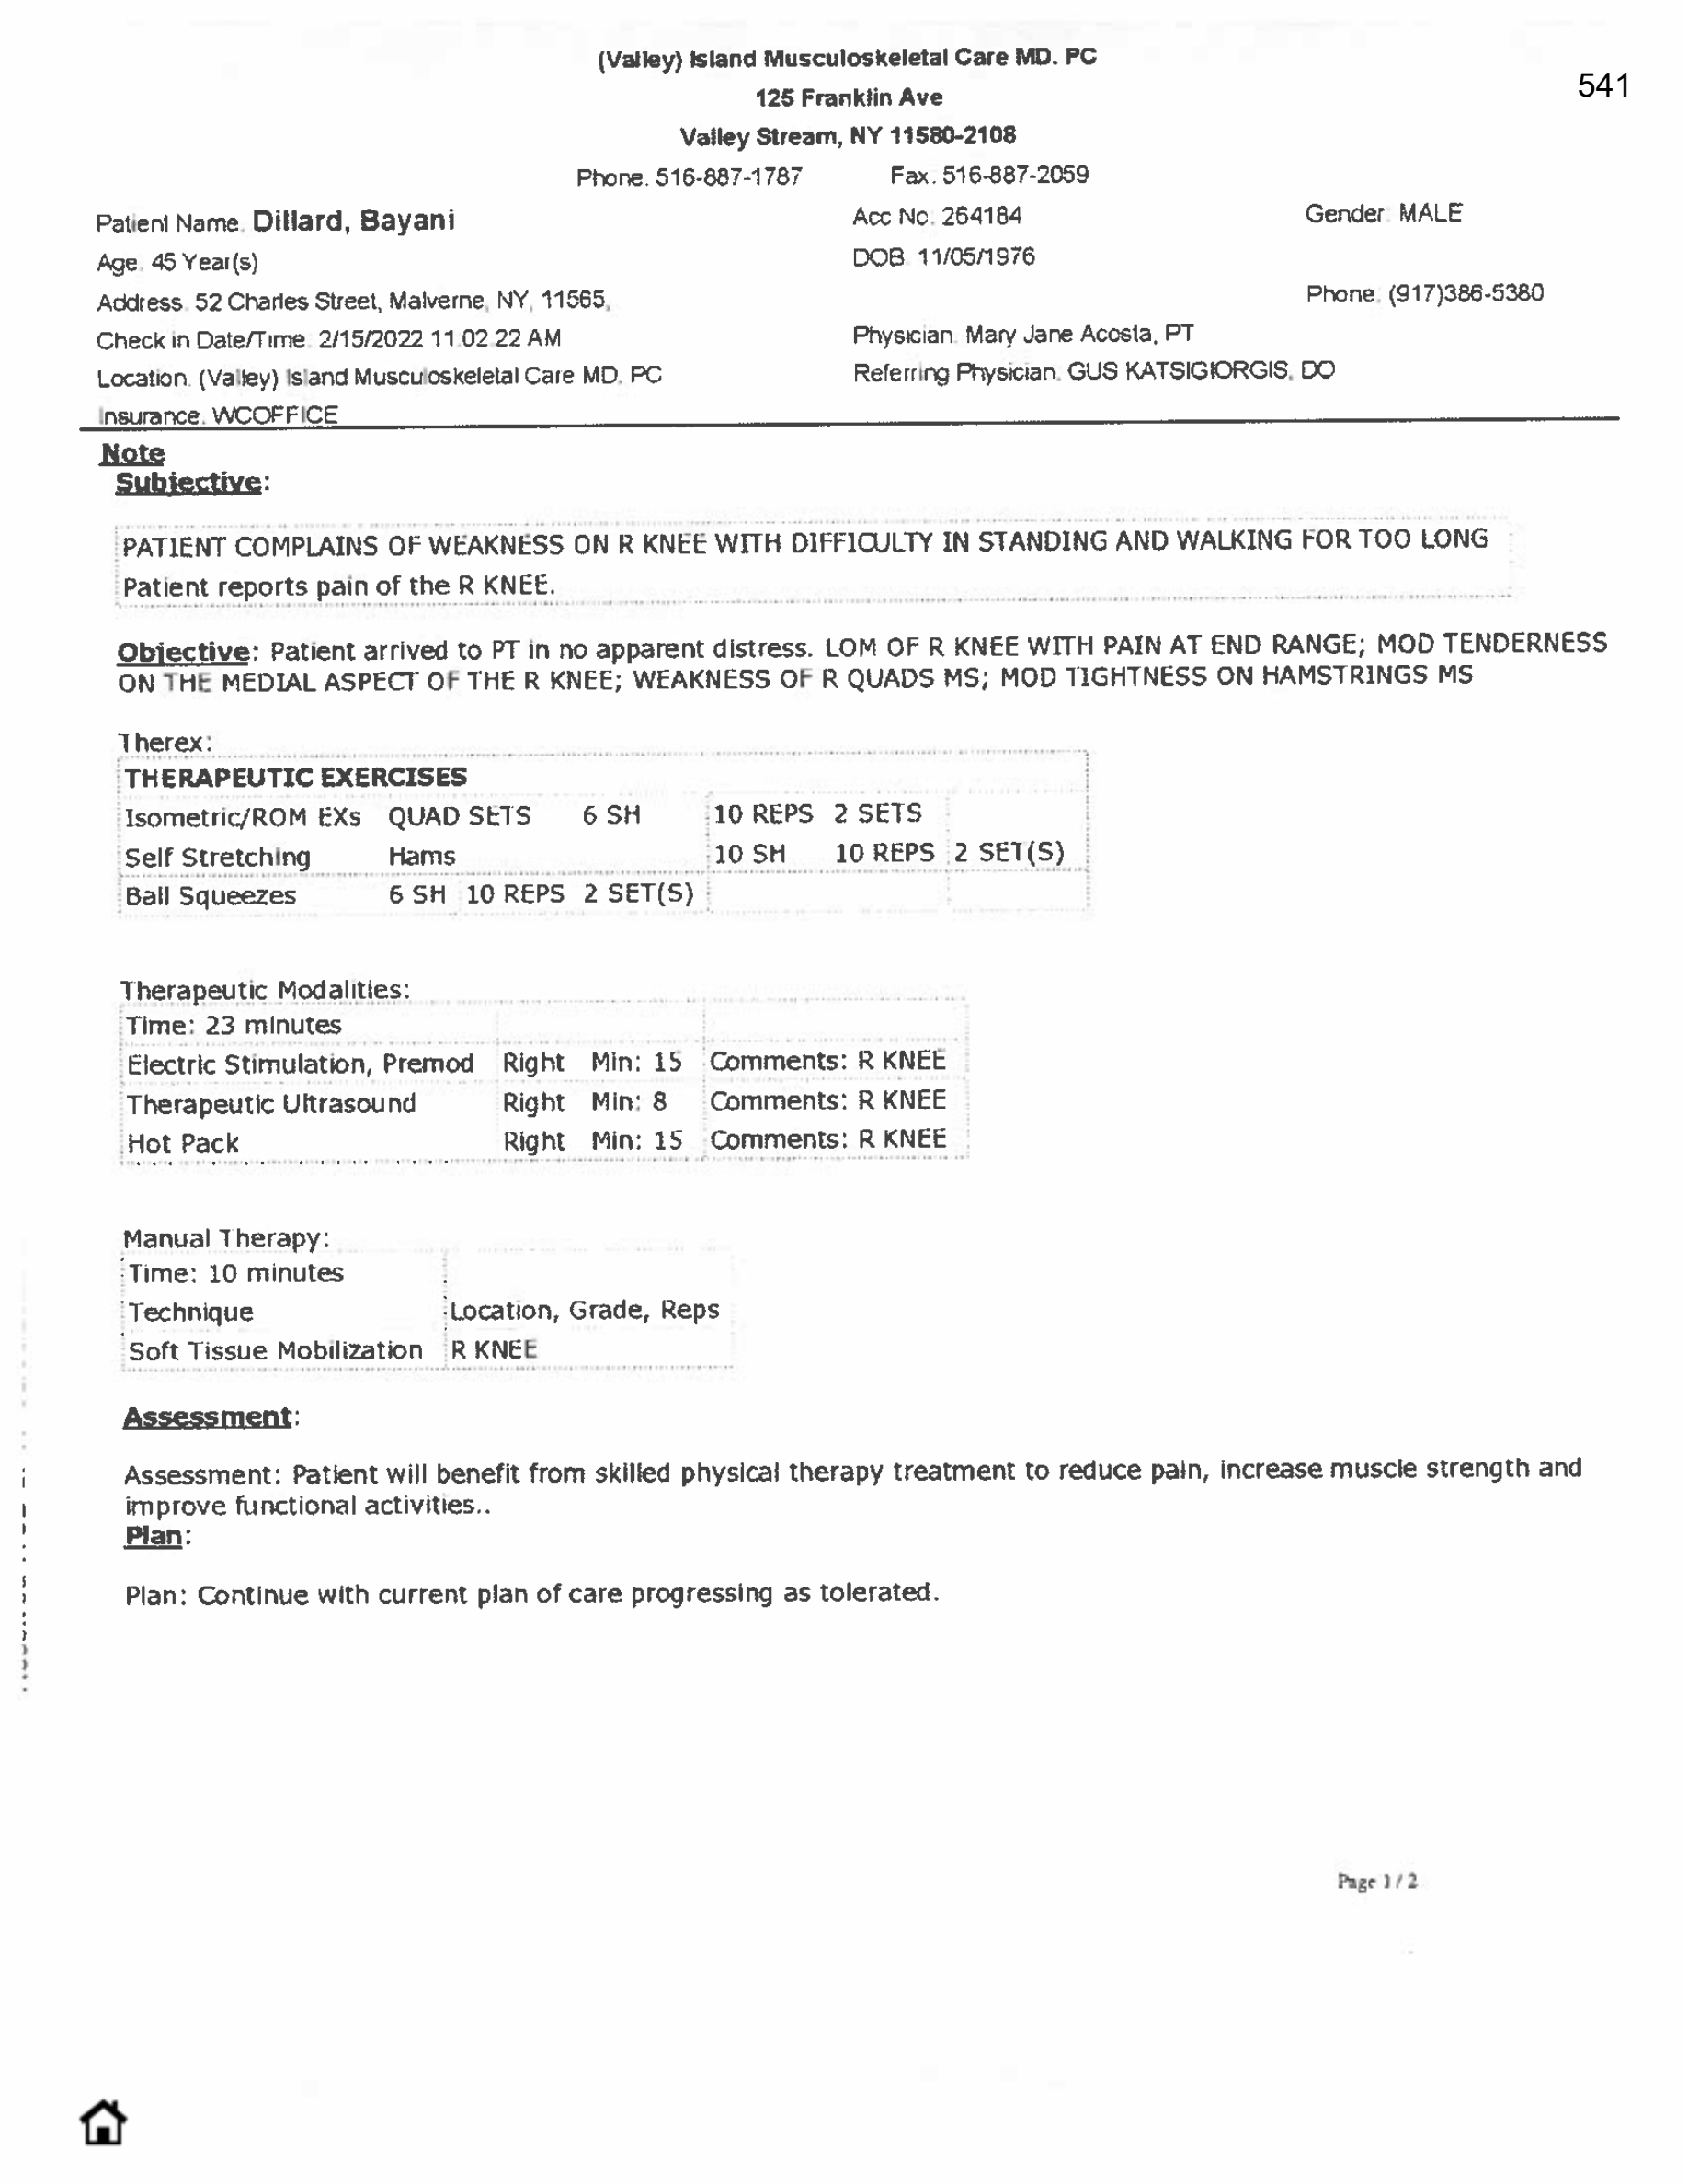 (Valley) Island Musculoskeletal Care MD. PC
541
125 Franklin Ave
Valley Stream, NY 11580-2108
Phone. 516-887-1787 Fax. 516-887-2059
Patient Name. Dillard, Bayani Acc No. 264184 Gender. MALE
Age. 45 Year(s) DOB 11/05/1976
Address. 52 Charles Street, Malverne, NY, 11565, Phone. (917)386-5380
Check in Date/Time. 2/15/2022 11.02.22 AM Physician. Mary Jane Acosta, PT
Location. (Valley) Island Musculoskeletal Care MD. PC Referring Physician. GUS KATSIGIORGIS, DO
Insurance. WCOFFICE
Note
Subjective:
PATIENT COMPLAINS OF WEAKNESS ON R KNEE WITH DIFFICULTY IN STANDING AND WALKING FOR TOO LONG
Patient reports pain of the R KNEE.
Objective: Patient arrived to PT in no apparent distress. LOM OF R KNEE WITH PAIN AT END RANGE; MOD TENDERNESS
ON THE MEDIAL ASPECT OF THE R KNEE; WEAKNESS OF R QUADS MS; MOD TIGHTNESS ON HAMSTRINGS MS
Therex:
THERAPEUTIC EXERCISES
Isometric/ROM EXs QUAD SETS 6 SH 10 REPS 2 SETS
Self Stretching Hams 10 SH 10 REPS 2 SET(S)
Ball Squeezes 6 SH 10 REPS 2 SET(S)
Therapeutic Modalities:
Time: 23 minutes
Electric Stimulation, Premod Right Min: 15 Comments: R KNEE
Therapeutic Ultrasound Right Min: 8 Comments: R KNEE
Hot Pack Right Min: 15 Comments: R KNEE
Manual Therapy:
Time: 10 minutes
Technique Location, Grade, Reps
Soft Tissue Mobilization R KNEE
Assessment:
Assessment: Patient will benefit from skilled physical therapy treatment to reduce pain, increase muscle strength and
improve functional activities..
Plan:
Plan: Continue with current plan of care progressing as tolerated.
Page 1 / 2